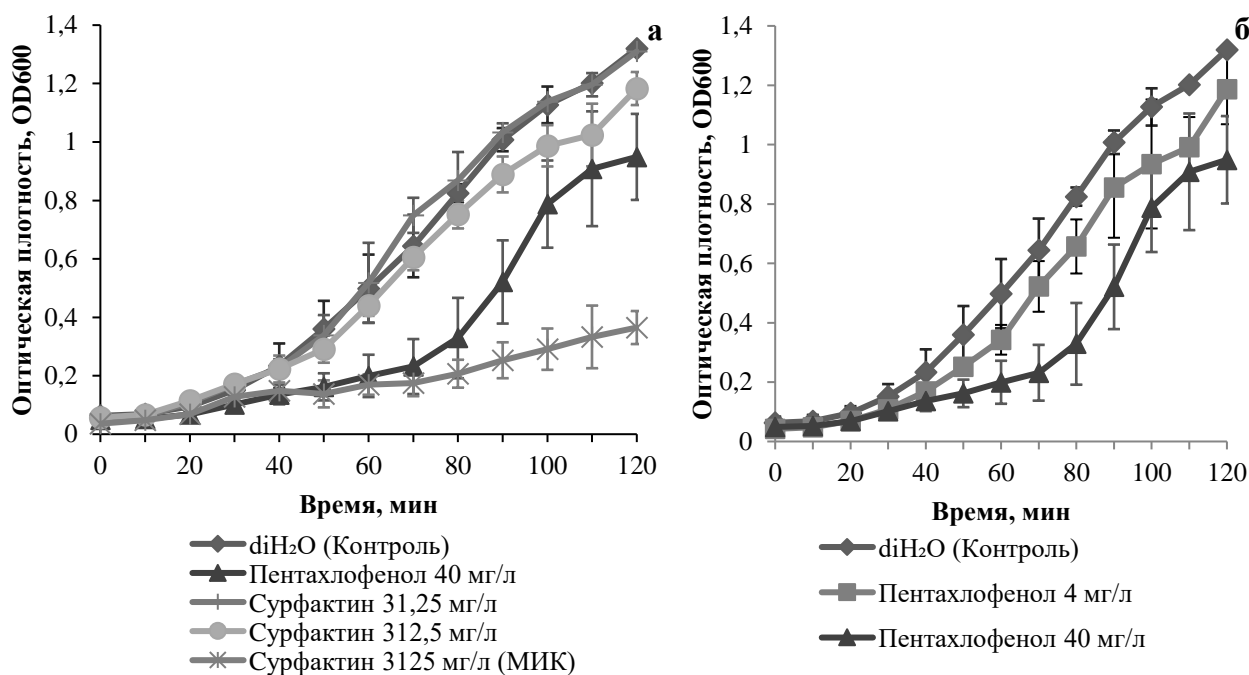 а
Оптическая плотность, OD600
1,4
1,2
1
0,8
0,6
0,4
0,2
0
0 20 40 60 80 100 120
Время, мин
diH₂O (Контроль)
Пентахлофенол 40 мг/л
Сурфактин 31,25 мг/л
Сурфактин 312,5 мг/л
Сурфактин 3125 мг/л (МИК)
б
Оптическая плотность, OD600
1,4
1,2
1
0,8
0,6
0,4
0,2
0
0 20 40 60 80 100 120
Время, мин
diH₂O (Контроль)
Пентахлофенол 4 мг/л
Пентахлофенол 40 мг/л